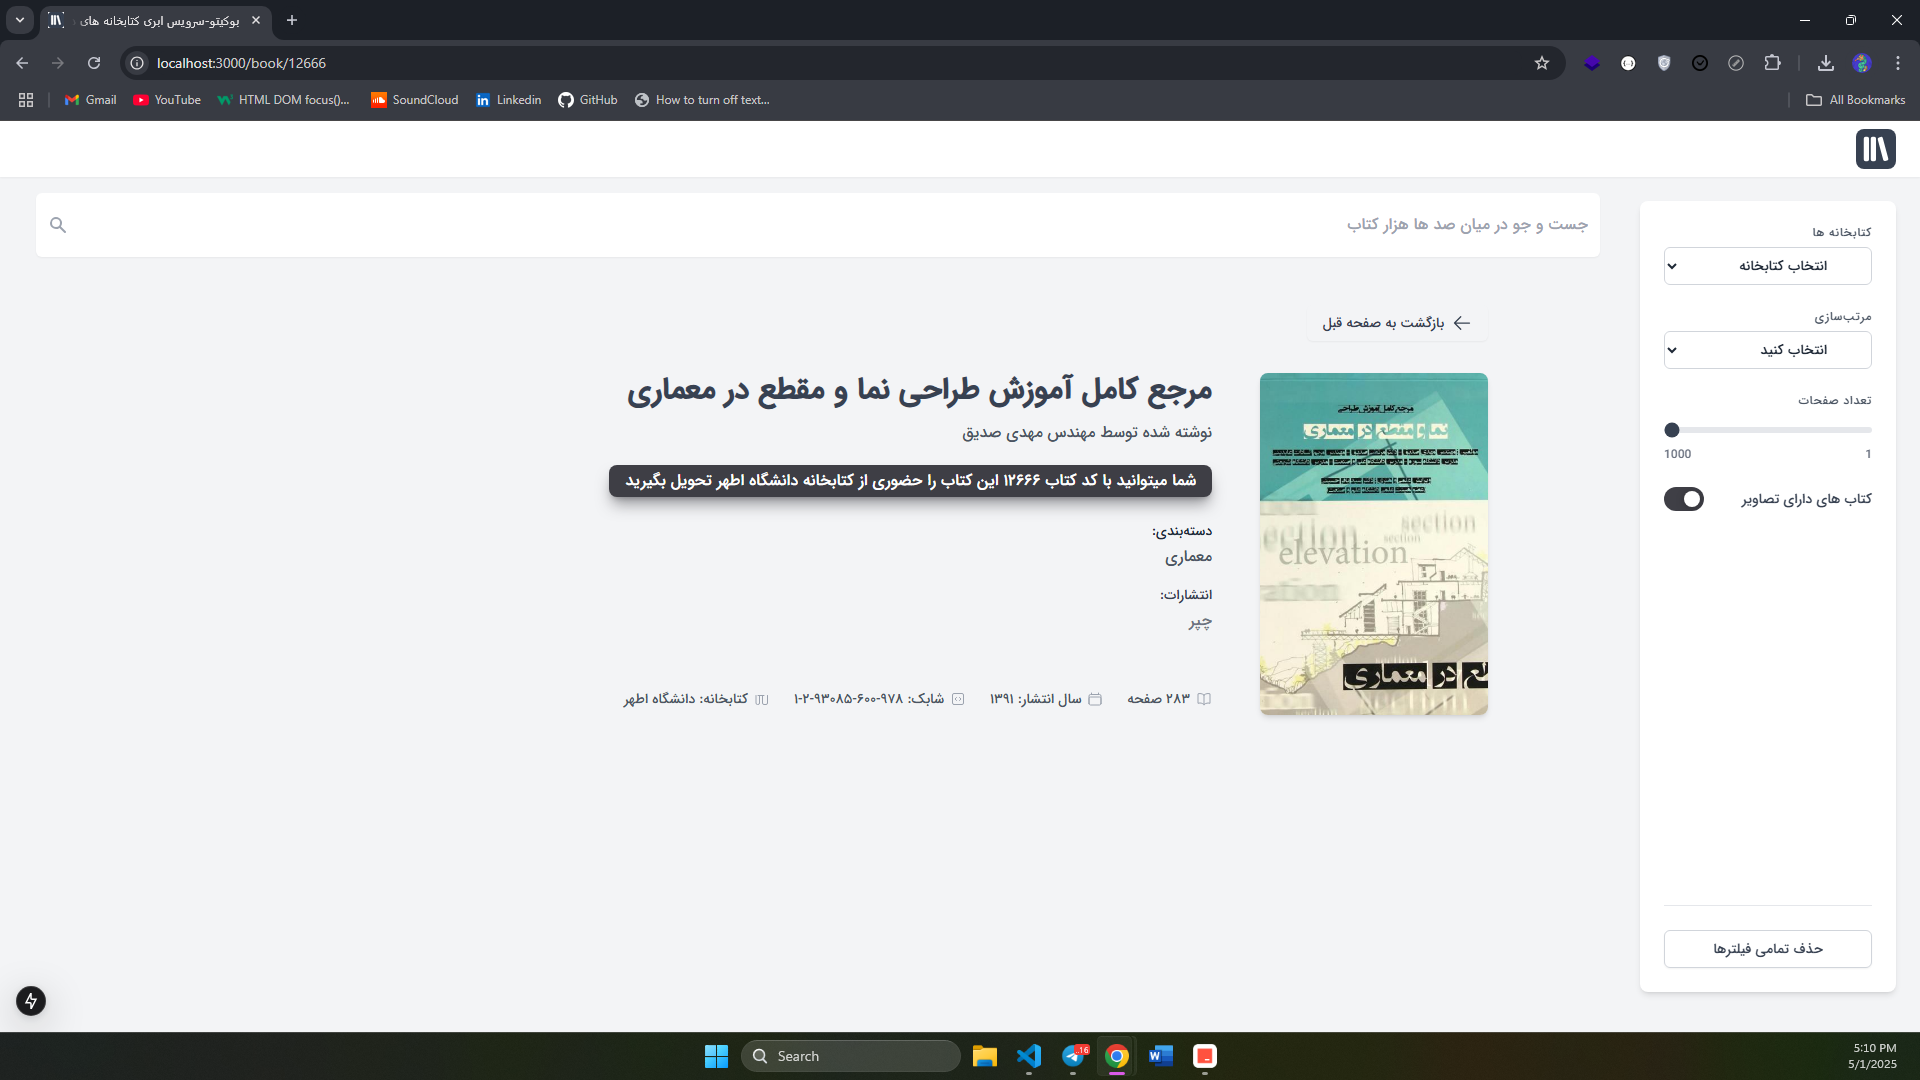 بوکیتو-سرویس ابری کتابخانه های
localhost:3000/book/12666
Gmail
YouTube
HTML DOM focus()...
SoundCloud
Linkedin
GitHub
How to turn off text...
All Bookmarks
جست و جو در میان صد ها هزار کتاب
کتابخانه ها
انتخاب کتابخانه
مرتب‌سازی
انتخاب کنید
تعداد صفحات
1
1000
کتاب های دارای تصاویر
حذف تمامی فیلترها
بازگشت به صفحه قبل
مرجع کامل آموزش طراحی نما و مقطع در معماری
نوشته شده توسط مهندس مهدی صدیق
شما میتوانید با کد کتاب ۱۲۶۶۶ این کتاب را حضوری از کتابخانه دانشگاه اطهر تحویل بگیرید
دسته‌بندی:
معماری
انتشارات:
چپر
۲۸۳ صفحه
سال انتشار: ۱۳۹۱
شابک: ۹۷۸-۶۰۰-۹۳۰۸۵-۲-۱
کتابخانه: دانشگاه اطهر
مرجع کامل آموزش طراحی
نما و مقطع در معماری
section
section
elevation
section
طع در معماری
Search
16
5:10 PM
5/1/2025